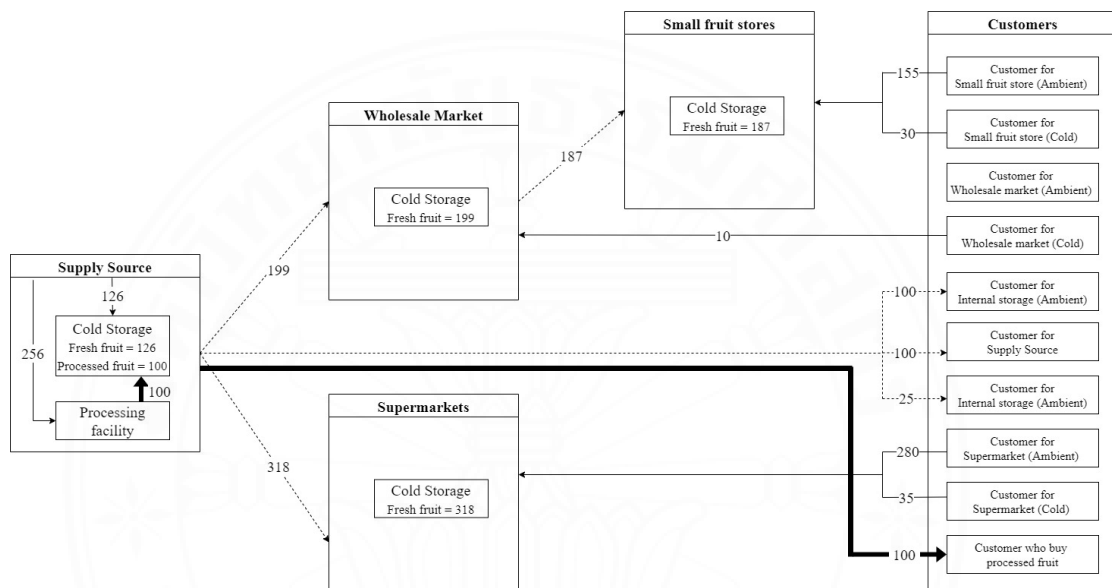 Small fruit stores
Cold Storage
Fresh fruit = 187
Wholesale Market
Cold Storage
Fresh fruit = 199
187
199
Supply Source
126
Cold Storage
Fresh fruit = 126
Processed fruit = 100
256
100
Processing
facility
318
Supermarkets
Cold Storage
Fresh fruit = 318
Customers
155
Customer for
Small fruit store (Ambient)
30
Customer for
Small fruit store (Cold)
Customer for
Wholesale market (Ambient)
10
Customer for
Wholesale market (Cold)
100
Customer for
Internal storage (Ambient)
100
Customer for
Supply Source
25
Customer for
Internal storage (Ambient)
280
Customer for
Supermarket (Ambient)
35
Customer for
Supermarket (Cold)
100
Customer who buy
processed fruit